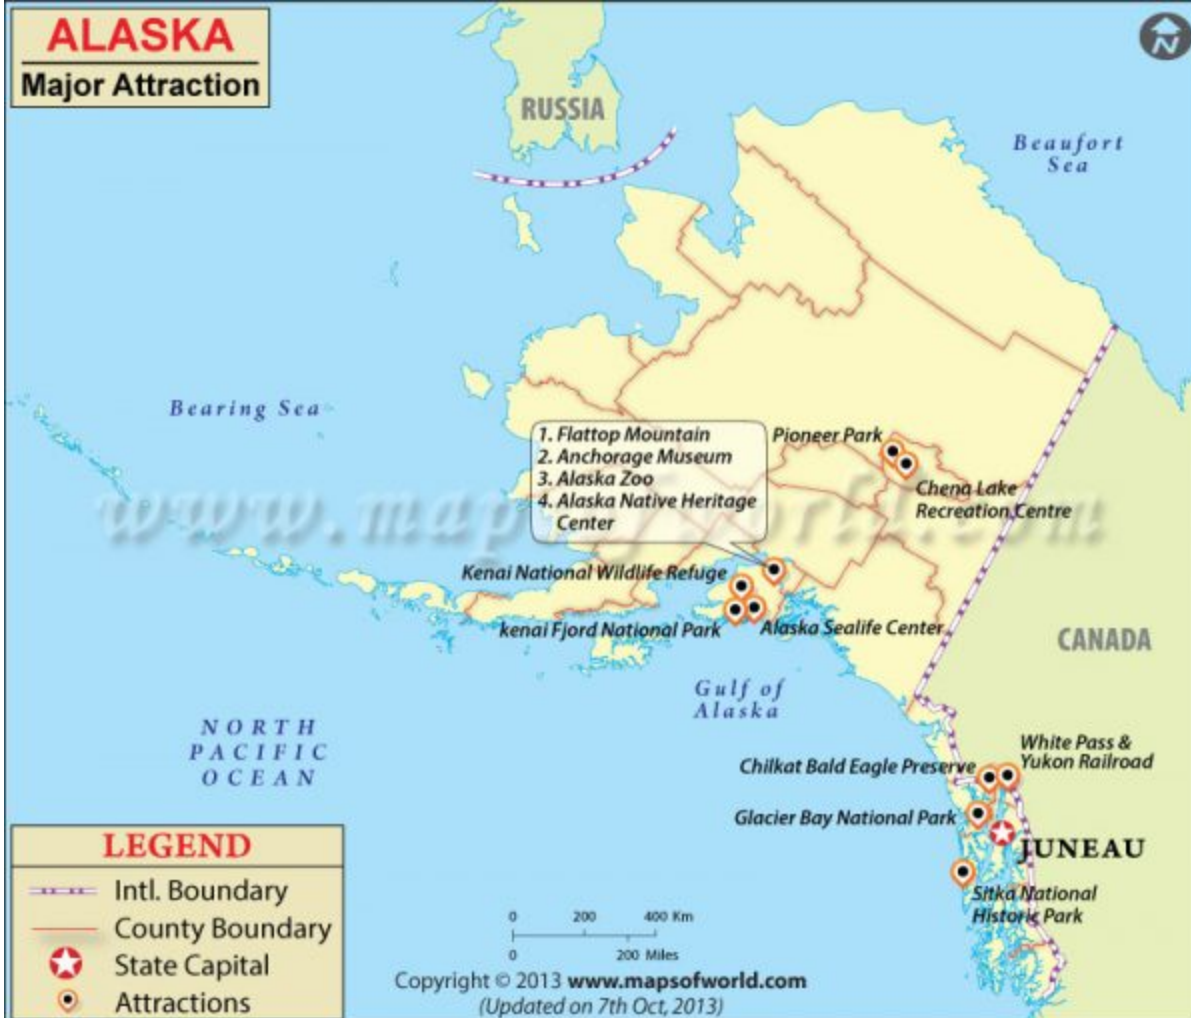 ALASKA
Major Attraction
N
RUSSIA
Beaufort
Sea
Bearing Sea
1. Flattop Mountain
2. Anchorage Museum
3. Alaska Zoo
4. Alaska Native Heritage
Center
Pioneer Park
Chena Lake
Recreation Centre
www.mapsofworld.com
Kenai National Wildlife Refuge
kenai Fjord National Park
Alaska Sealife Center
CANADA
Gulf of
Alaska
NORTH
PACIFIC
OCEAN
White Pass &
Yukon Railroad
Chilkat Bald Eagle Preserve
Glacier Bay National Park
JUNEAU
Sitka National
Historic Park
LEGEND
Intl. Boundary
County Boundary
State Capital
Attractions
0 200 400 Km
0 200 Miles
Copyright © 2013 www.mapsofworld.com
(Updated on 7th Oct, 2013)